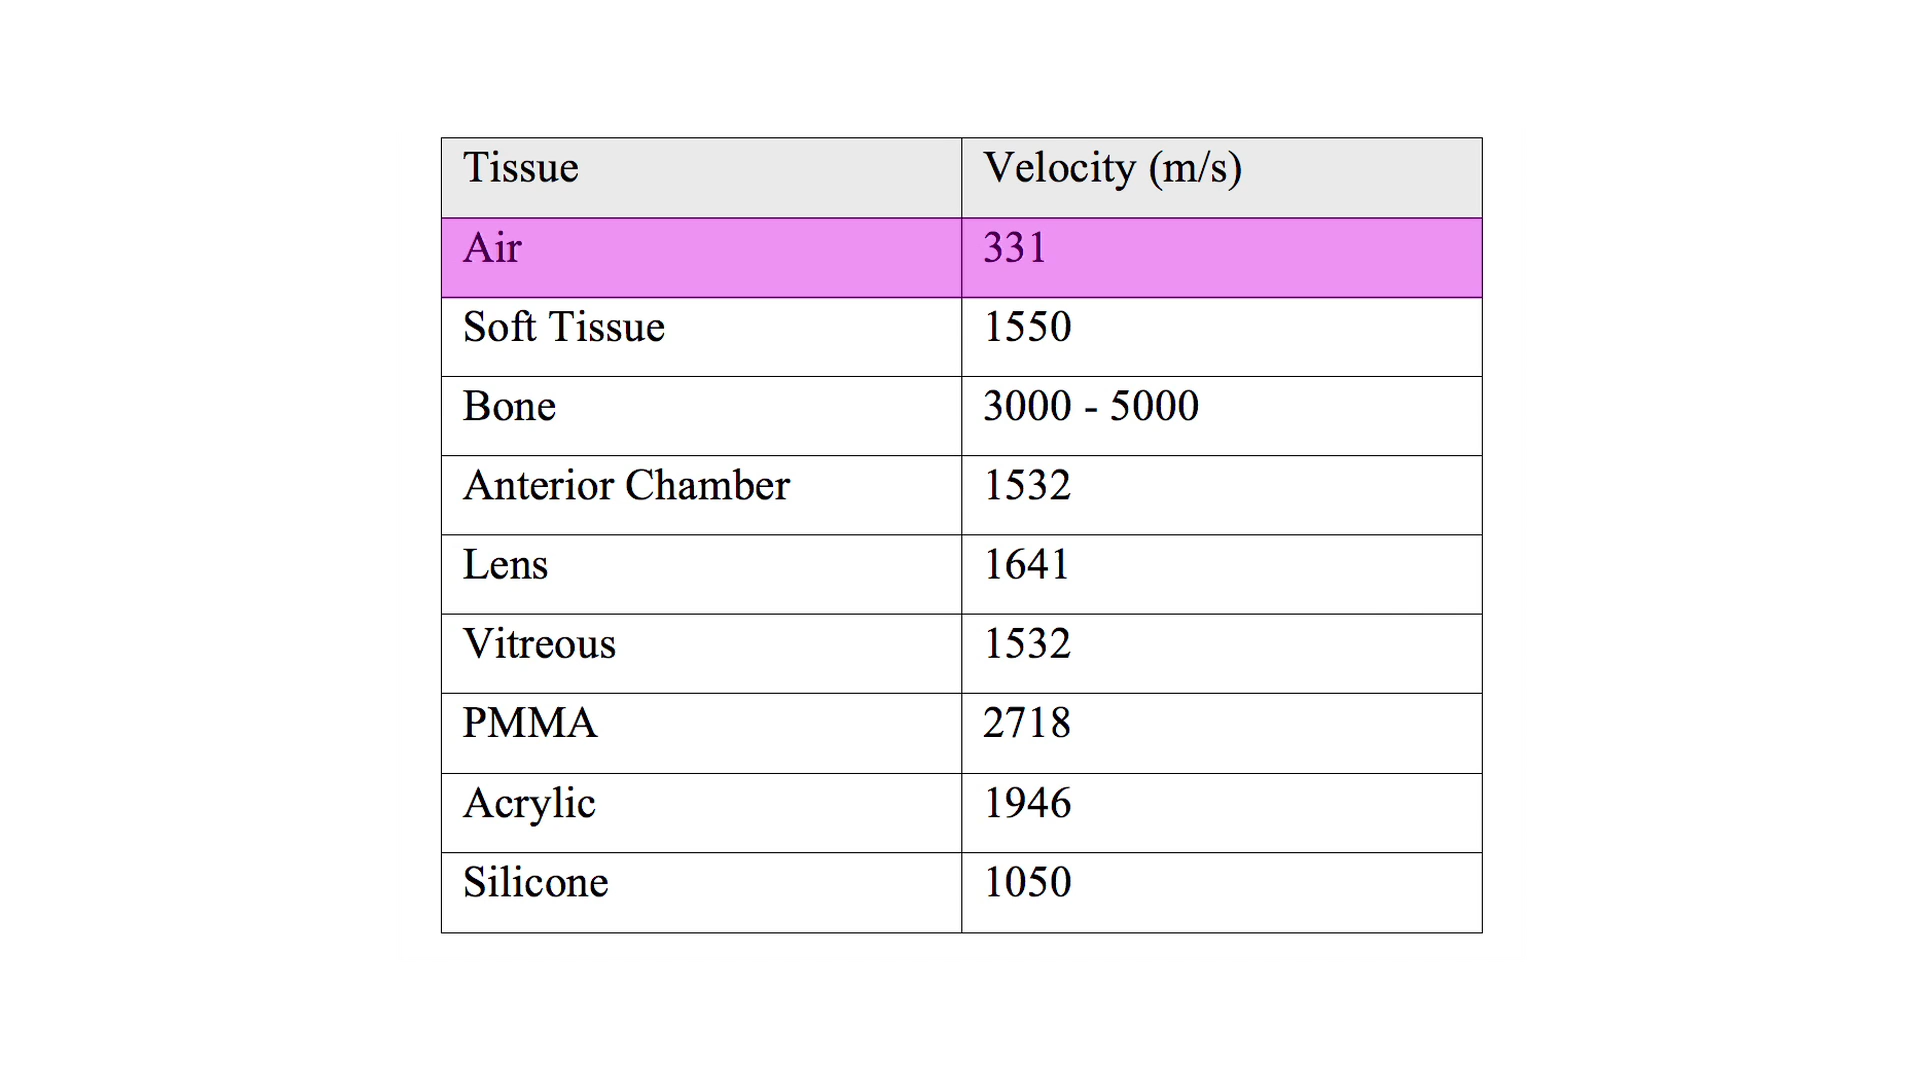 Tissue Velocity (m/s)
Air 331
Soft Tissue 1550
Bone 3000 - 5000
Anterior Chamber 1532
Lens 1641
Vitreous 1532
PMMA 2718
Acrylic 1946
Silicone 1050